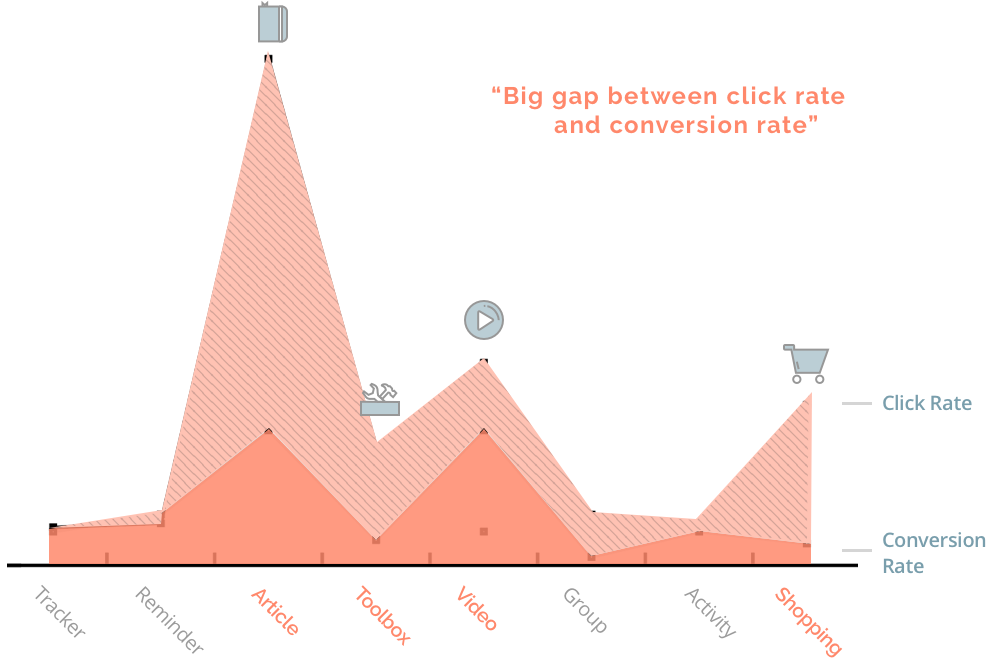 “Big gap between click rate
and conversion rate”
Click Rate
Conversion
Rate
Tracker
Reminder
Article
Toolbox
Video
Group
Activity
Shopping